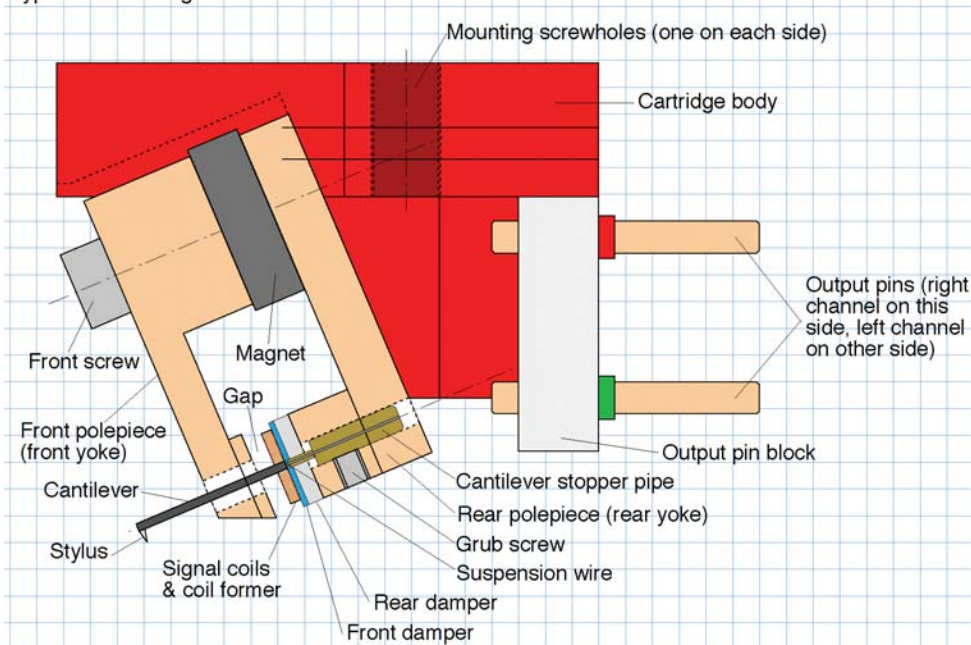 Mounting screwholes (one on each side)
Cartridge body
Output pins (right
channel on this
side, left channel
on other side)
Front screw
Magnet
Gap
Front polepiece
(front yoke)
Output pin block
Cantilever
Cantilever stopper pipe
Rear polepiece (rear yoke)
Stylus
Grub screw
Signal coils
& coil former
Suspension wire
Rear damper
Front damper